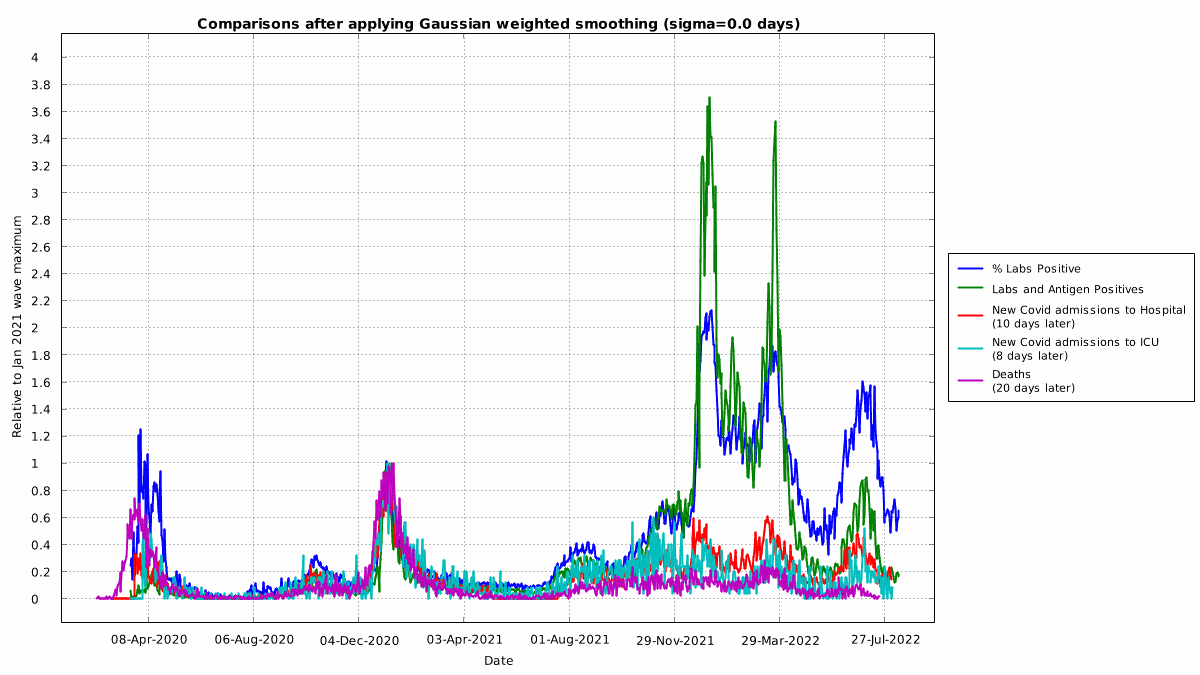 Comparisons after applying Gaussian weighted smoothing (sigma=0.0 days)
Relative to Jan 2021 wave maximum
4
3.8
3.6
3.4
3.2
3
2.8
2.6
2.4
2.2
2
1.8
1.6
1.4
1.2
1
0.8
0.6
0.4
0.2
0
08-Apr-2020
06-Aug-2020
04-Dec-2020
03-Apr-2021
01-Aug-2021
29-Nov-2021
29-Mar-2022
27-Jul-2022
Date
% Labs Positive
Labs and Antigen Positives
New Covid admissions to Hospital
(10 days later)
New Covid admissions to ICU
(8 days later)
Deaths
(20 days later)